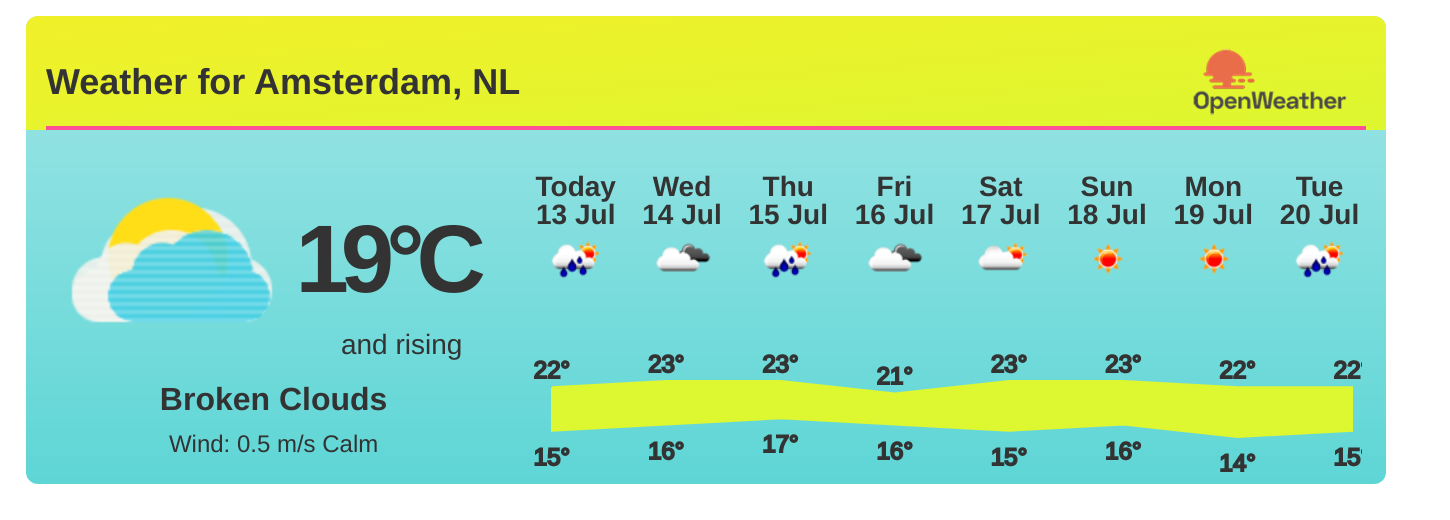 Weather for Amsterdam, NL
OpenWeather
19°C
and rising
Broken Clouds
Wind: 0.5 m/s Calm
Today Wed Thu Fri Sat Sun Mon Tue
13 Jul 14 Jul 15 Jul 16 Jul 17 Jul 18 Jul 19 Jul 20 Jul
22° 23° 23° 21° 23° 23° 22° 22°
15° 16° 17° 16° 15° 16° 14° 15°